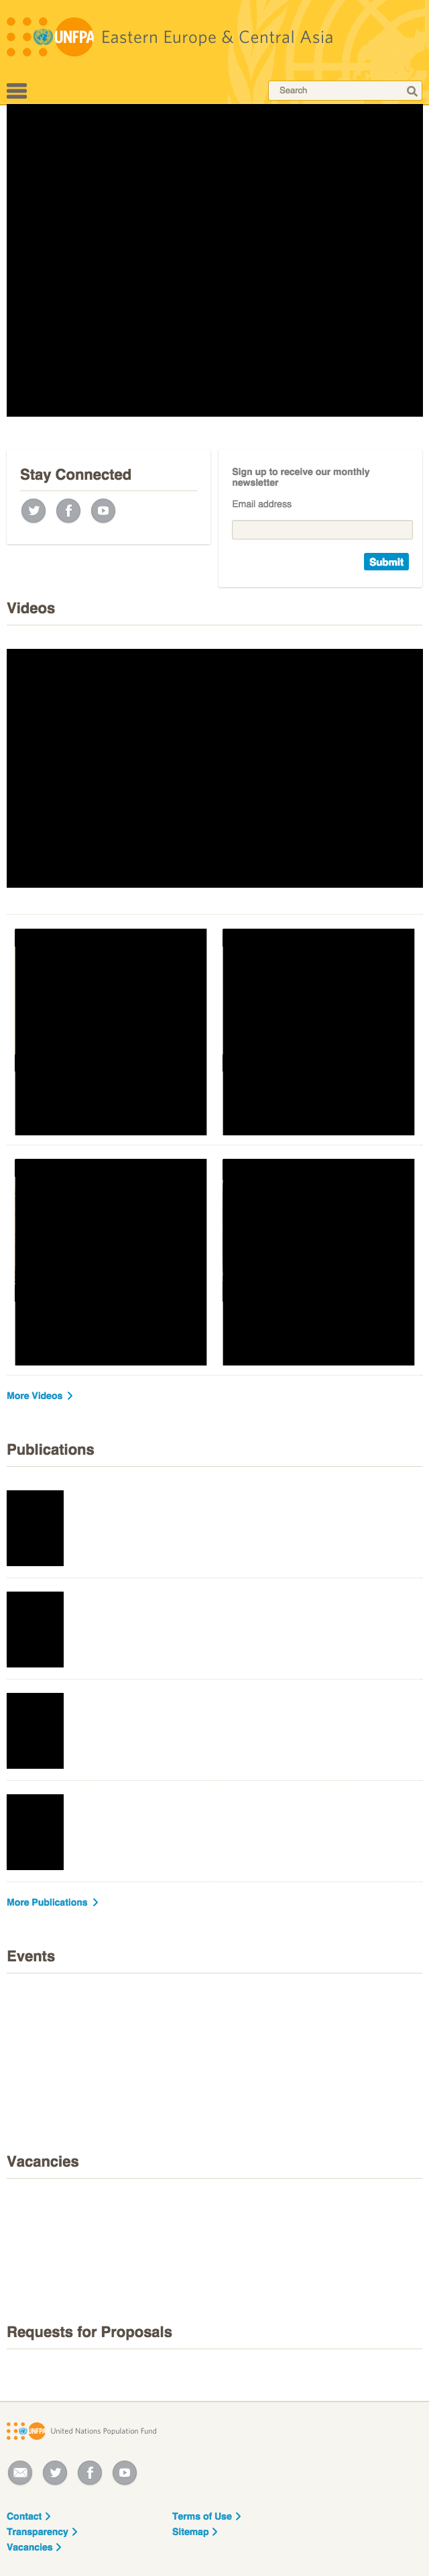 UNFPA
Eastern Europe & Central Asia
Search
Stay Connected
Sign up to receive our monthly
newsletter
Email address
Submit
Videos
More Videos
Publications
More Publications
Events
Vacancies
Requests for Proposals
UNFPA
United Nations Population Fund
Contact
Terms of Use
Transparency
Sitemap
Vacancies